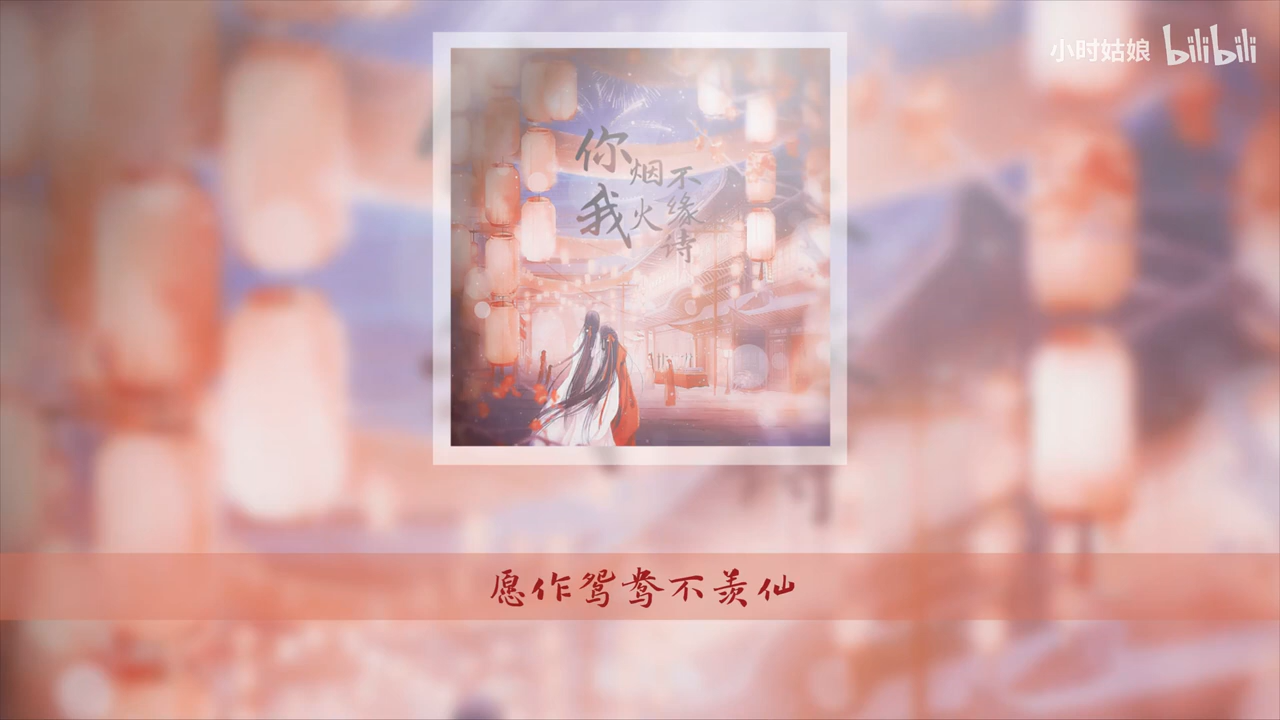 小时姑娘 bilibili
你我
烟火
不缘诗
愿作鸳鸯不羡仙